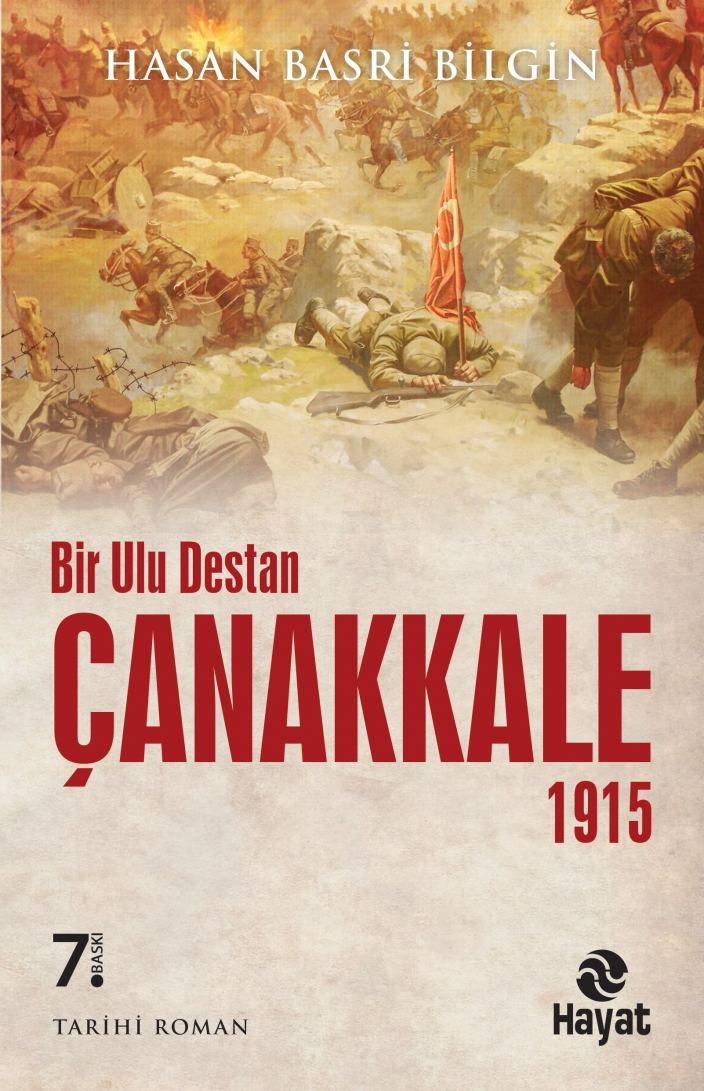 HASAN BASRİ BİLGİN
Bir Ulu Destan
ÇANAKKALE
1915
7.
BASKI
TARİHİ ROMAN
Hayat